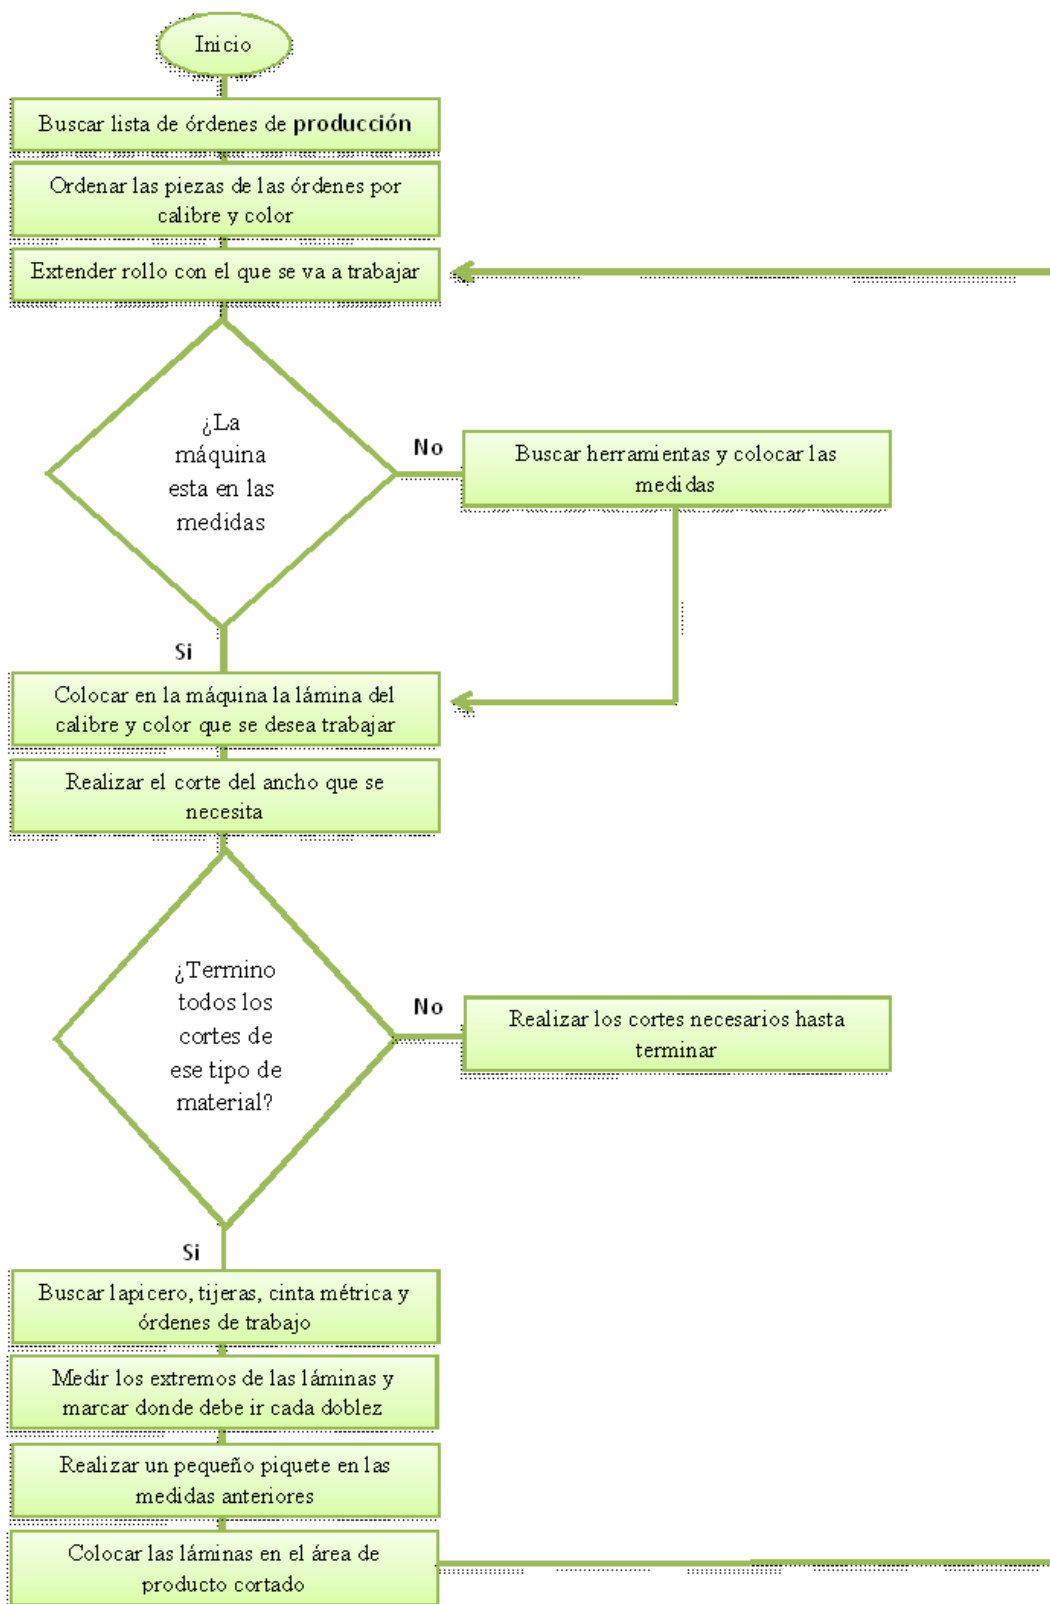 Inicio
Buscar lista de órdenes de producción
Ordenar las piezas de las órdenes por
calibre y color
Extender rollo con el que se va a trabajar
¿La
máquina
esta en las
medidas
No
Buscar herramientas y colocar las
medidas
Si
Colocar en la máquina la lámina del
calibre y color que se desea trabajar
Realizar el corte del ancho que se
necesita
¿Termino
todos los
cortes de
ese tipo de
material?
No
Realizar los cortes necesarios hasta
terminar
Si
Buscar lapicero, tijeras, cinta métrica y
órdenes de trabajo
Medir los extremos de las láminas y
marcar donde debe ir cada doblez
Realizar un pequeño piquete en las
medidas anteriores
Colocar las láminas en el área de
producto cortado